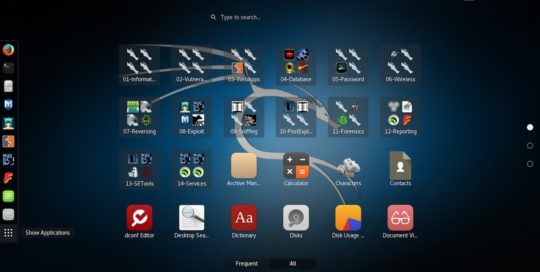 Type to search...
01-Informat...
02-Vulnera...
03-WebApps
04-Database
05-Password
06-Wireless
07-Reversing
08-Exploit
09-Sniffing
10-PostExpl...
11-Forensics
12-Reporting
13-SETools
14-Services
Archive Man...
Calculator
Characters
Contacts
Show Applications
dconf Editor
Desktop Sea...
Aa
Dictionary
Disks
Disk Usage ...
Document Vi...
Frequent
All